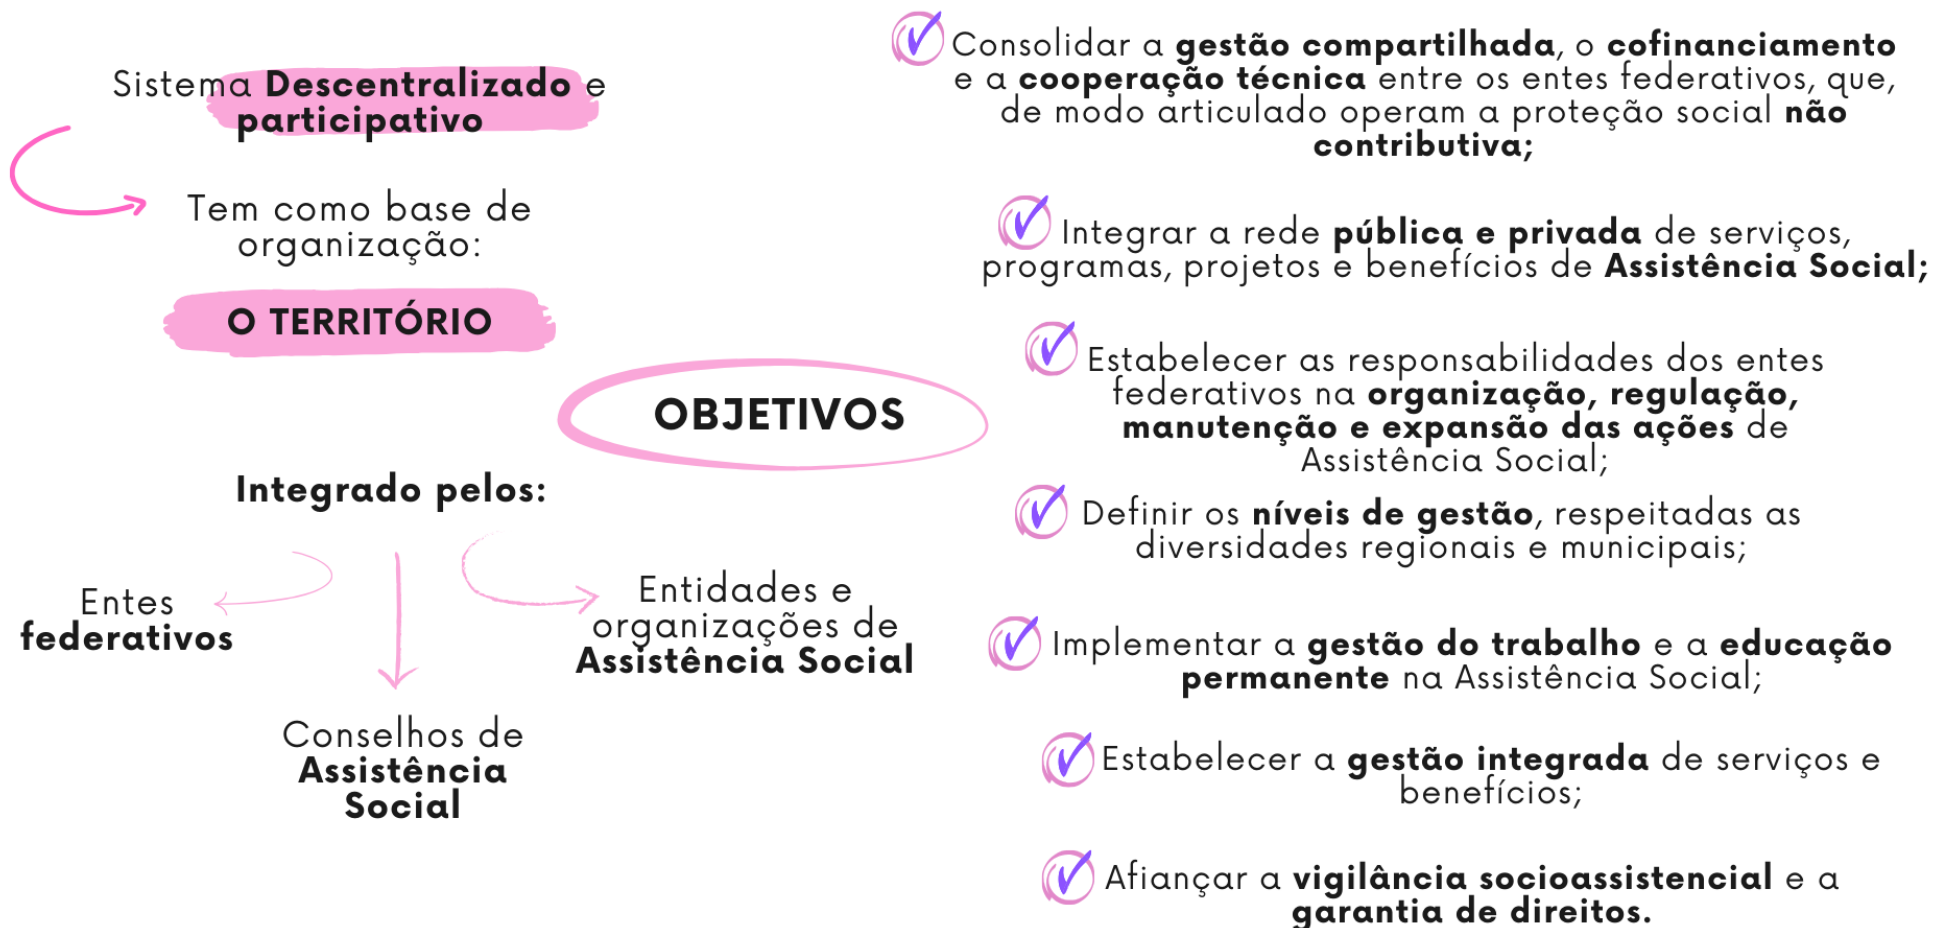 Sistema Descentralizado e
participativo
Tem como base de
organização:
O TERRITÓRIO
OBJETIVOS
Integrado pelos:
Entes
federativos
Conselhos de
Assistência
Social
Entidades e
organizações de
Assistência Social
Consolidar a gestão compartilhada, o cofinanciamento
e a cooperação técnica entre os entes federativos, que,
de modo articulado operam a proteção social não
contributiva;
Integrar a rede pública e privada de serviços,
programas, projetos e benefícios de Assistência Social;
Estabelecer as responsabilidades dos entes
federativos na organização, regulação,
manutenção e expansão das ações de
Assistência Social;
Definir os níveis de gestão, respeitadas as
diversidades regionais e municipais;
Implementar a gestão do trabalho e a educação
permanente na Assistência Social;
Estabelecer a gestão integrada de serviços e
benefícios;
Afiançar a vigilância socioassistencial e a
garantia de direitos.